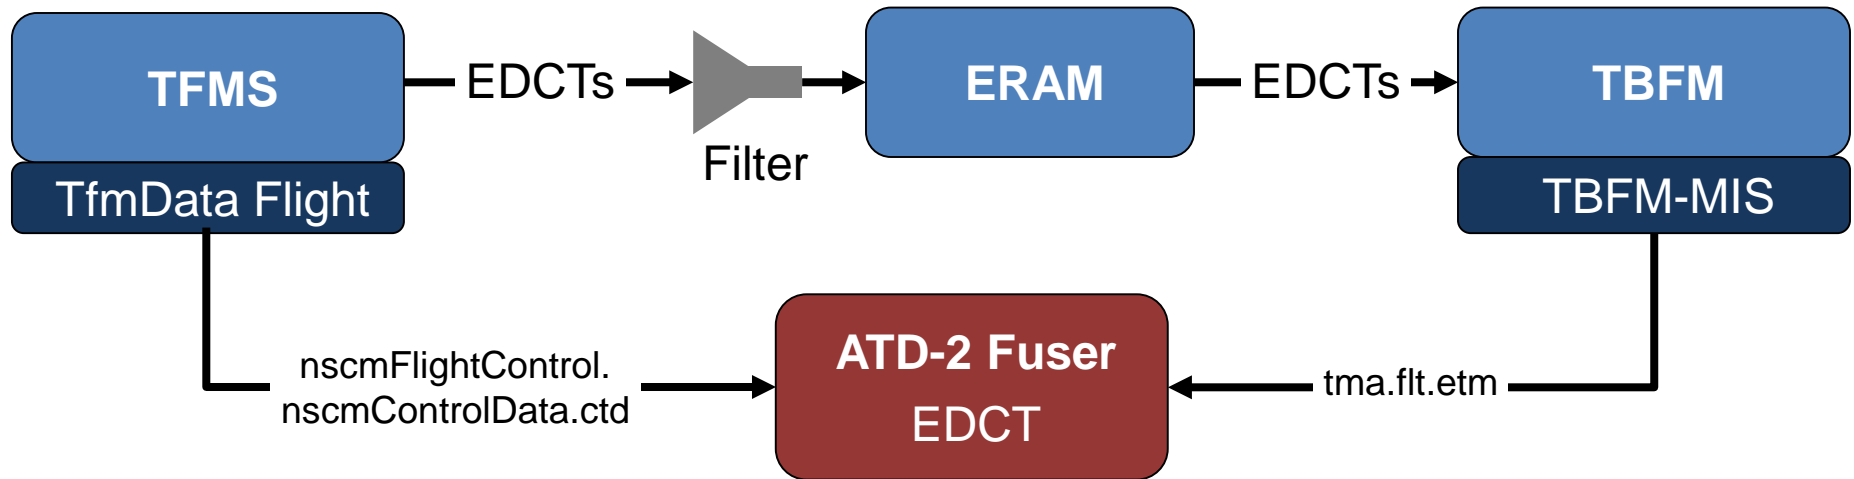 TFMS
EDCTs
Filter
ERAM
EDCTs
TBFM
TfmData Flight
TBFM-MIS
nscmFlightControl.
nscmControlData.ctd
ATD-2 Fuser
EDCT
tma.flt.etm